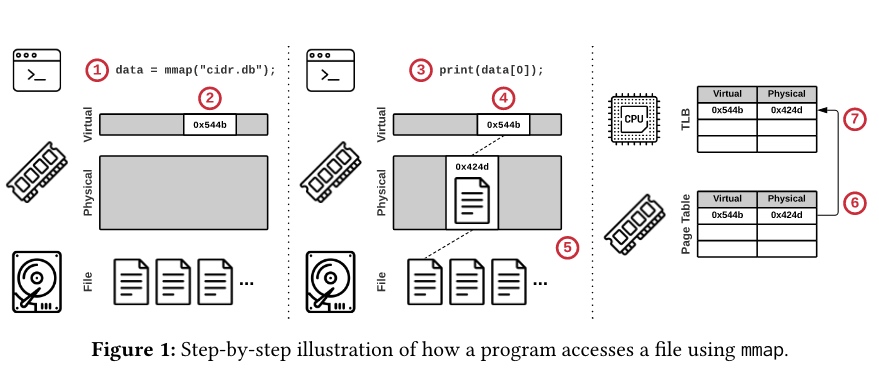 1 data = mmap("cidr.db");
2
Virtual 0x544b
Physical
File ...
3 print(data[0]);
4
Virtual 0x544b
Physical 0x424d
5
File ...
CPU
TLB
Virtual Physical
0x544b 0x424d
7
Page Table
Virtual Physical
0x544b 0x424d
6
Figure 1: Step-by-step illustration of how a program accesses a file using mmap.